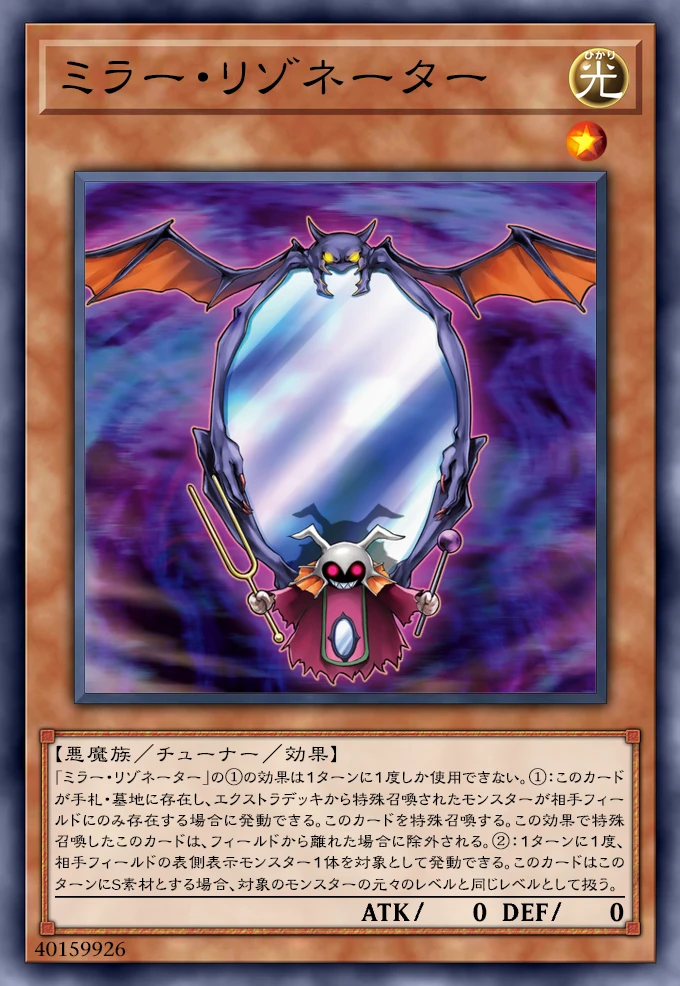 ミラー・リゾネーター
ひかり
光
【悪魔族／チューナー／効果】
「ミラー・リゾネーター」の①の効果は１ターンに１度しか使用できない。①：このカード
が手札・墓地に存在し、エクストラデッキから特殊召喚されたモンスターが相手フィー
ルドにのみ存在する場合に発動できる。このカードを特殊召喚する。この効果で特殊
召喚したこのカードは、フィールドから離れた場合に除外される。②：１ターンに１度、
相手フィールドの表側表示モンスター１体を対象として発動できる。このカードはこの
ターンにS素材とする場合、対象のモンスターの元々のレベルと同じレベルとして扱う。
ATK/ 0 DEF/ 0
40159926